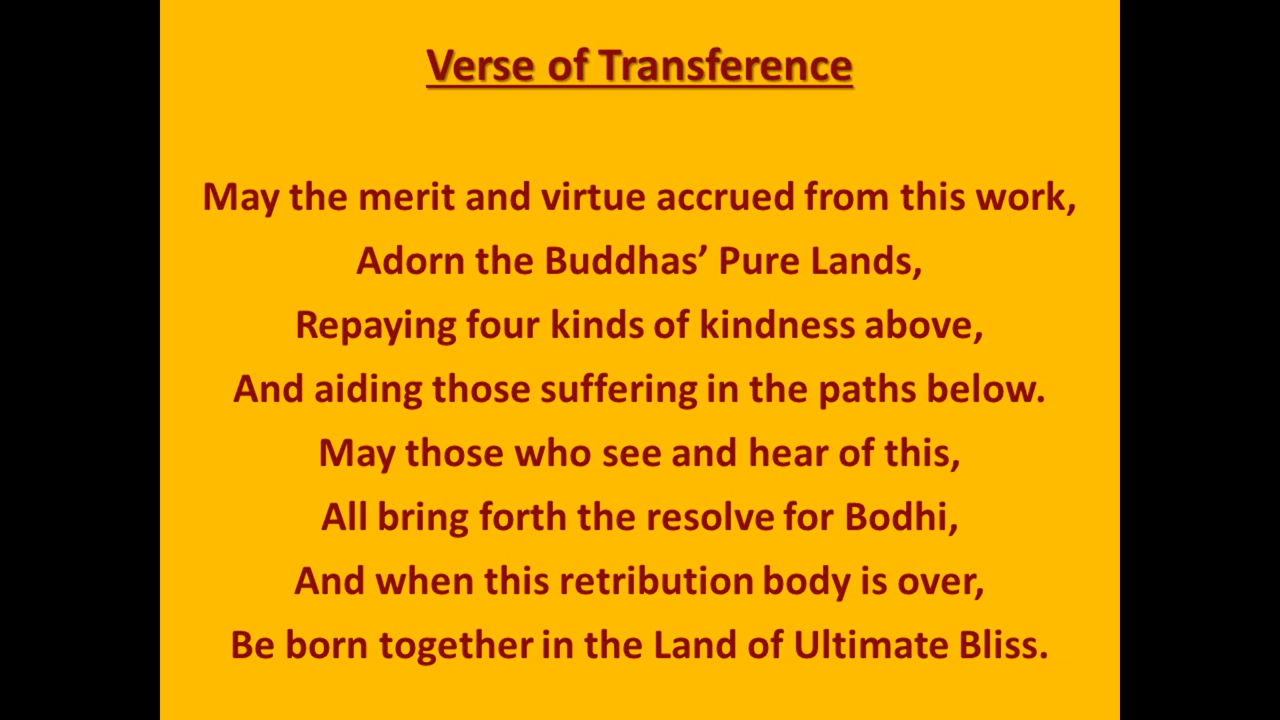 Verse of Transference
May the merit and virtue accrued from this work,
Adorn the Buddhas’ Pure Lands,
Repaying four kinds of kindness above,
And aiding those suffering in the paths below.
May those who see and hear of this,
All bring forth the resolve for Bodhi,
And when this retribution body is over,
Be born together in the Land of Ultimate Bliss.